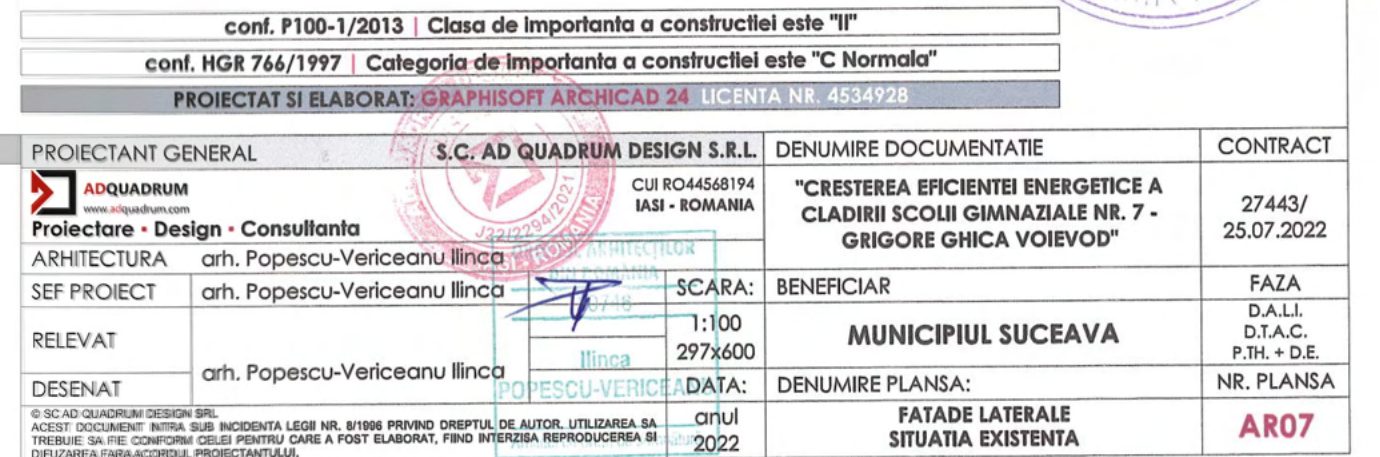 conf. P100-1/2013 | Clasa de importanta a constructiei este "II"
conf. HGR 766/1997 | Categoria de importanta a constructiei este "C Normala"
PROIECTAT SI ELABORAT: GRAPHISOFT ARCHICAD 24 LICENTA NR. 4534928
PROIECTANT GENERAL S.C. AD QUADRUM DESIGN S.R.L.
ADQUADRUM
www.adquadrum.com
Proiectare • Design • Consultanta
CUI RO44568194
IASI - ROMANIA
J22/2294/2021
ROMANIA
ARHITECTURA arh. Popescu-Vericeanu Ilinca
SEF PROIECT arh. Popescu-Vericeanu Ilinca
RELEVAT
DESENAT
arh. Popescu-Vericeanu Ilinca
ARHITECȚILOR
DIN ROMÂNIA
Ilinca
POPESCU-VERICEANU
SCARA:
1:100
297x600
DATA:
anul
2022
DENUMIRE DOCUMENTATIE
"CRESTEREA EFICIENTEI ENERGETICE A
CLADIRII SCOLII GIMNAZIALE NR. 7 -
GRIGORE GHICA VOIEVOD"
BENEFICIAR
MUNICIPIUL SUCEAVA
DENUMIRE PLANSA:
FATADE LATERALE
SITUATIA EXISTENTA
CONTRACT
27443/
25.07.2022
FAZA
D.A.L.I.
D.T.A.C.
P.TH. + D.E.
NR. PLANSA
AR07
© SC AD QUADRUM DESIGN SRL
ACEST DOCUMENT INTRA SUB INCIDENTA LEGII NR. 8/1996 PRIVIND DREPTUL DE AUTOR. UTILIZAREA SA
TREBUIE SA FIE CONFORM CELEI PENTRU CARE A FOST ELABORAT, FIIND INTERZISA REPRODUCEREA SI
DIFUZAREA FARA ACORDUL PROIECTANTULUI.